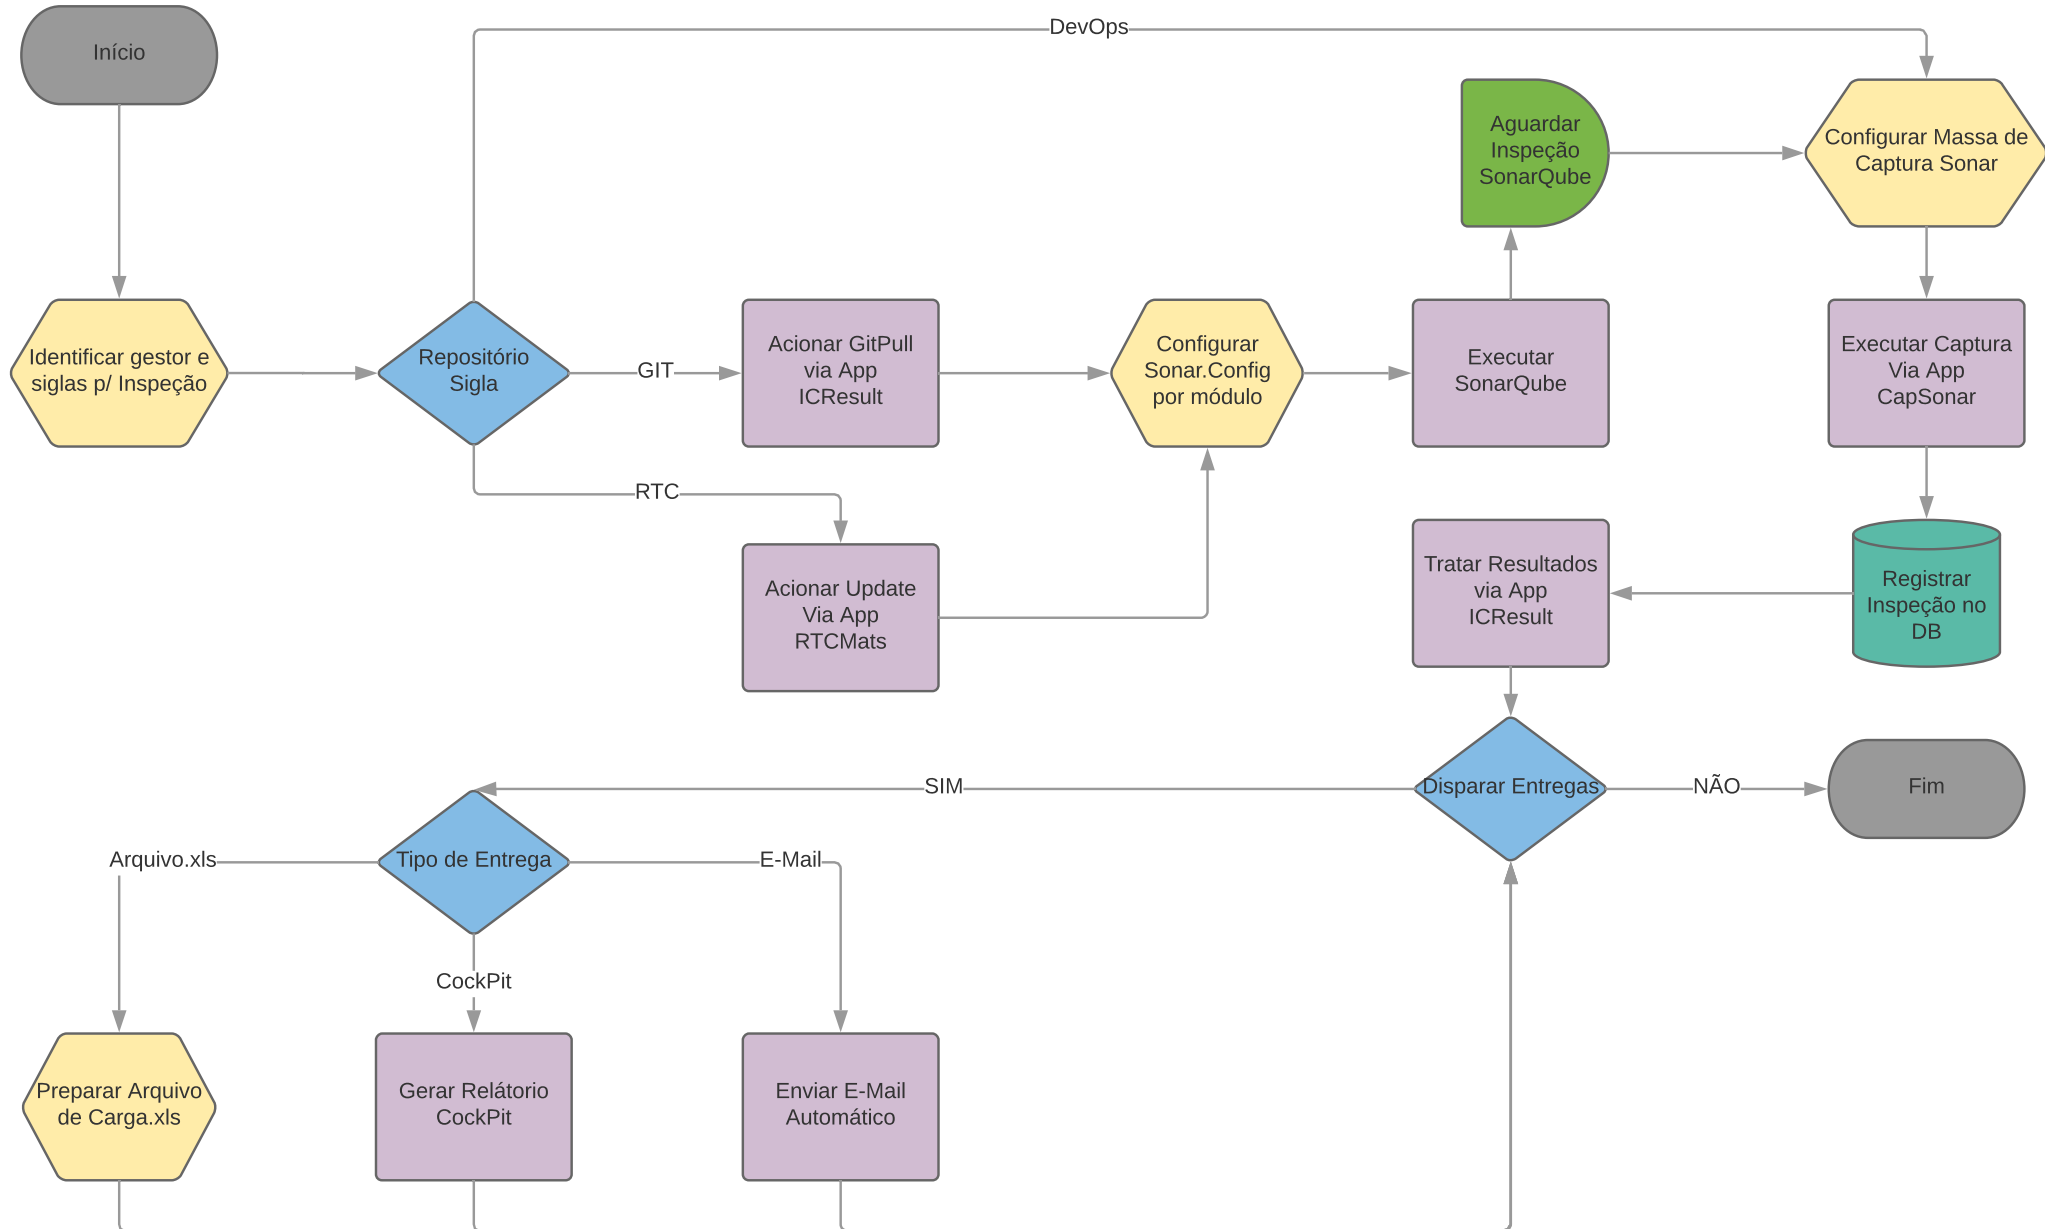 DevOps
Início
Aguardar
Inspeção
SonarQube
Configurar Massa de
Captura Sonar
Identificar gestor e
siglas p/ Inspeção
Repositório
Sigla
GIT
Acionar GitPull
via App
ICResult
Configurar
Sonar.Config
por módulo
Executar
SonarQube
Executar Captura
Via App
CapSonar
RTC
Acionar Update
Via App
RTCMats
Tratar Resultados
via App
ICResult
Registrar
Inspeção no
DB
SIM
Disparar Entregas
NÃO
Fim
Arquivo.xls
Tipo de Entrega
E-Mail
CockPit
Preparar Arquivo
de Carga.xls
Gerar Relátorio
CockPit
Enviar E-Mail
Automático